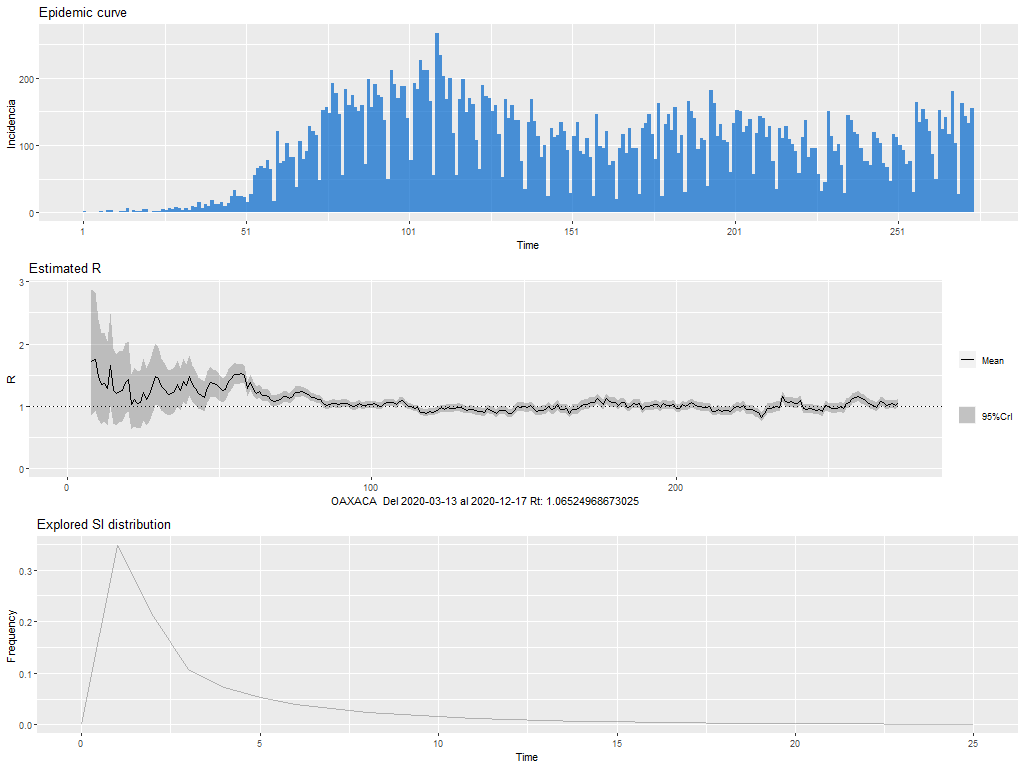 Epidemic curve
Incidencia
200
100
0
1
51
101
151
201
251
Time
Estimated R
R
3
2
1
0
0
100
200
Mean
95%CrI
OAXACA Del 2020-03-13 al 2020-12-17 Rt: 1.06524968673025
Explored SI distribution
Frequency
0.3
0.2
0.1
0.0
0
5
10
15
20
25
Time